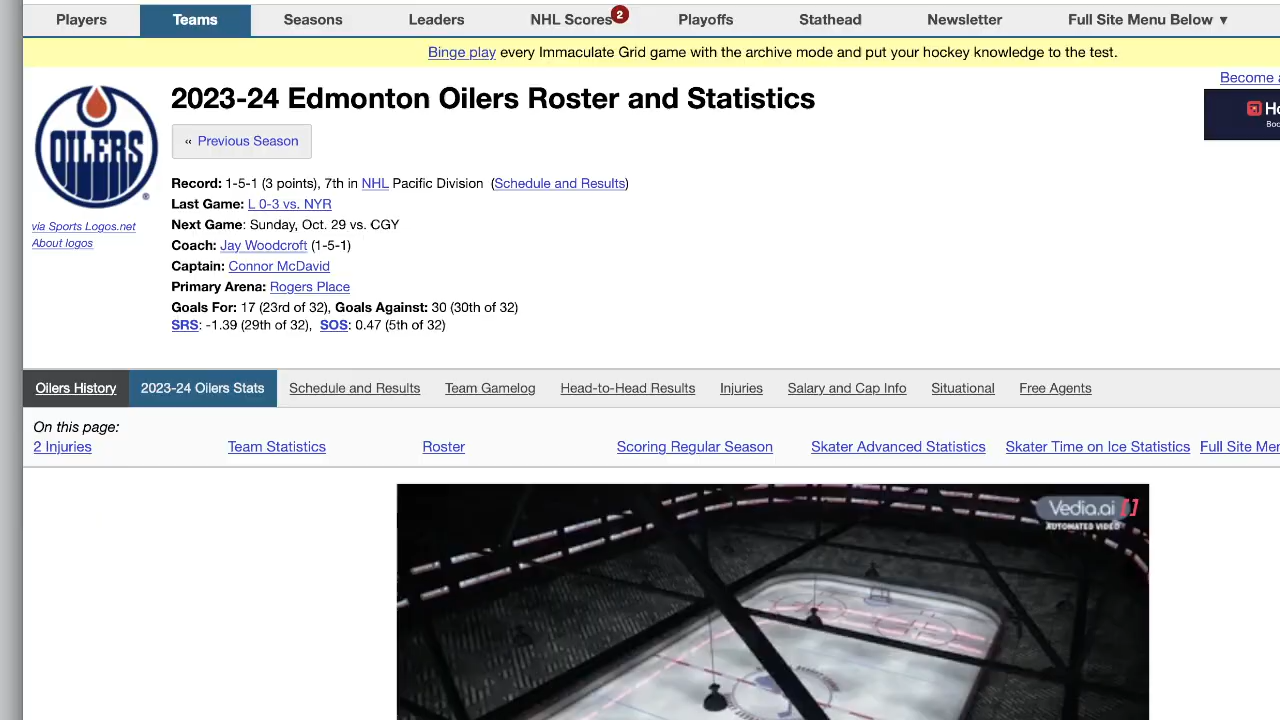 Players Teams Seasons Leaders NHL Scores 2 Playoffs Stathead Newsletter Full Site Menu Below ▼
Binge play every Immaculate Grid game with the archive mode and put your hockey knowledge to the test.
Become
OILERS
®
via Sports Logos.net
About logos
2023-24 Edmonton Oilers Roster and Statistics
« Previous Season
Record: 1-5-1 (3 points), 7th in NHL Pacific Division (Schedule and Results)
Last Game: L 0-3 vs. NYR
Next Game: Sunday, Oct. 29 vs. CGY
Coach: Jay Woodcroft (1-5-1)
Captain: Connor McDavid
Primary Arena: Rogers Place
Goals For: 17 (23rd of 32), Goals Against: 30 (30th of 32)
SRS: -1.39 (29th of 32), SOS: 0.47 (5th of 32)
Oilers History 2023-24 Oilers Stats Schedule and Results Team Gamelog Head-to-Head Results Injuries Salary and Cap Info Situational Free Agents
On this page:
2 Injuries Team Statistics Roster Scoring Regular Season Skater Advanced Statistics Skater Time on Ice Statistics Full Site
Vedia.ai
AUTOMATED VIDEO